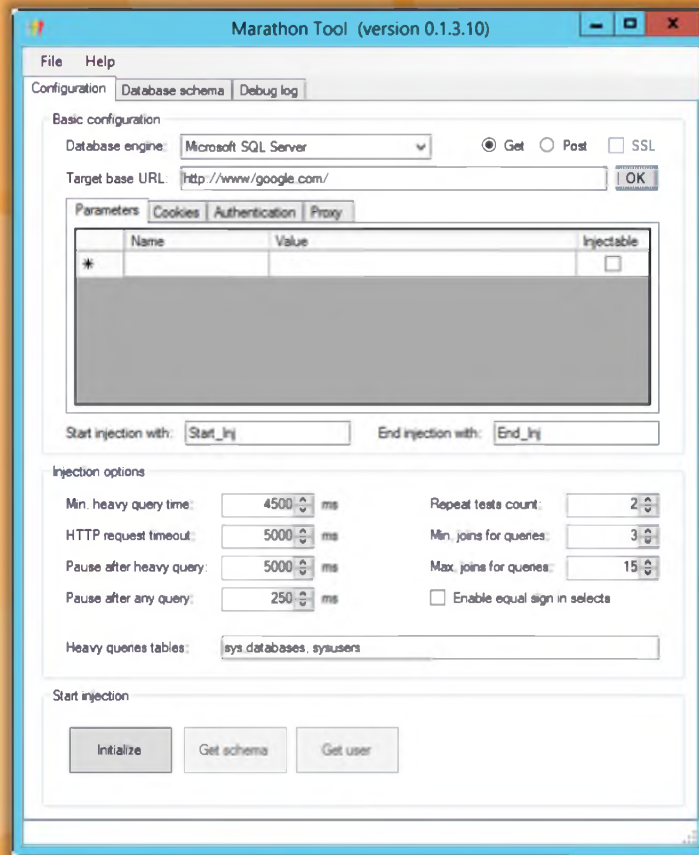 Marathon Tool (version 0.1.3.10)
File Help
Configuration Database schema Debug log
Basic configuration
Database engine: Microsoft SQL Server Get Post SSL
Target base URL: http://www/google.com/ OK
Parameters Cookies Authentication Proxy
Name Value Injectable
*
Start injection with: Start_Inj End injection with: End_Inj
Injection options
Min. heavy query time: 4500 ms Repeat tests count: 2
HTTP request timeout: 5000 ms Min. joins for queries: 3
Pause after heavy query: 5000 ms Max. joins for queries: 15
Pause after any query: 250 ms Enable equal sign in selects
Heavy queries tables: sys.databases, sysusers
Start injection
Initialize Get schema Get user